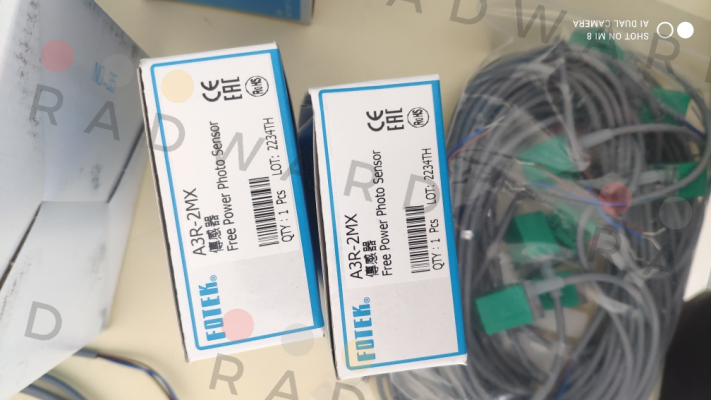 FOTEK®
A3R-2MX
傳感器
Free Power Photo Sensor
QTY : 1 Pcs
LOT: 2234TH
CE
EAC
RoHS
FOTEK®
A3R-2MX
傳感器
Free Power Photo Sensor
QTY : 1 Pcs
LOT: 2234TH
CE
EAC
RoHS
SHOT ON MI 8
AI DUAL CAMERA
RADWARD
RADWARD